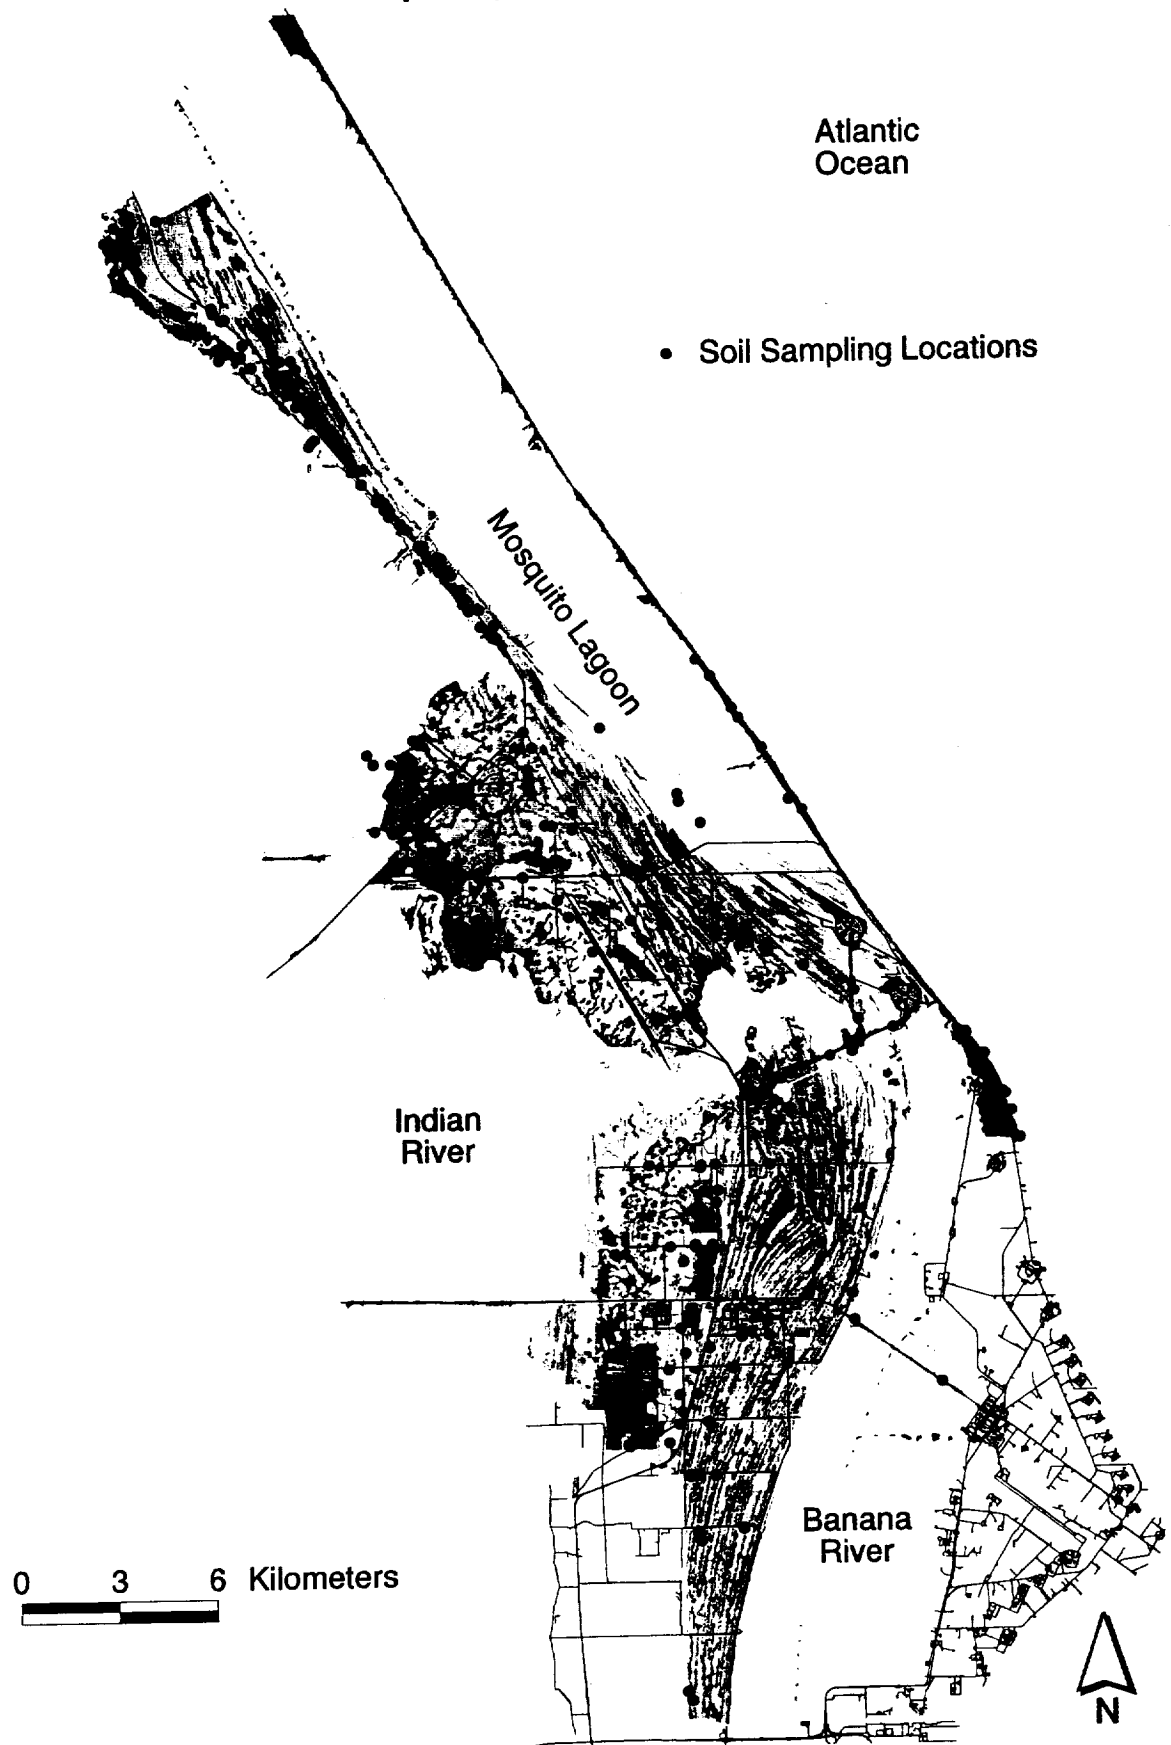 Atlantic
Ocean
Soil Sampling Locations
Mosquito Lagoon
Indian
River
Banana
River
0 3 6 Kilometers
N